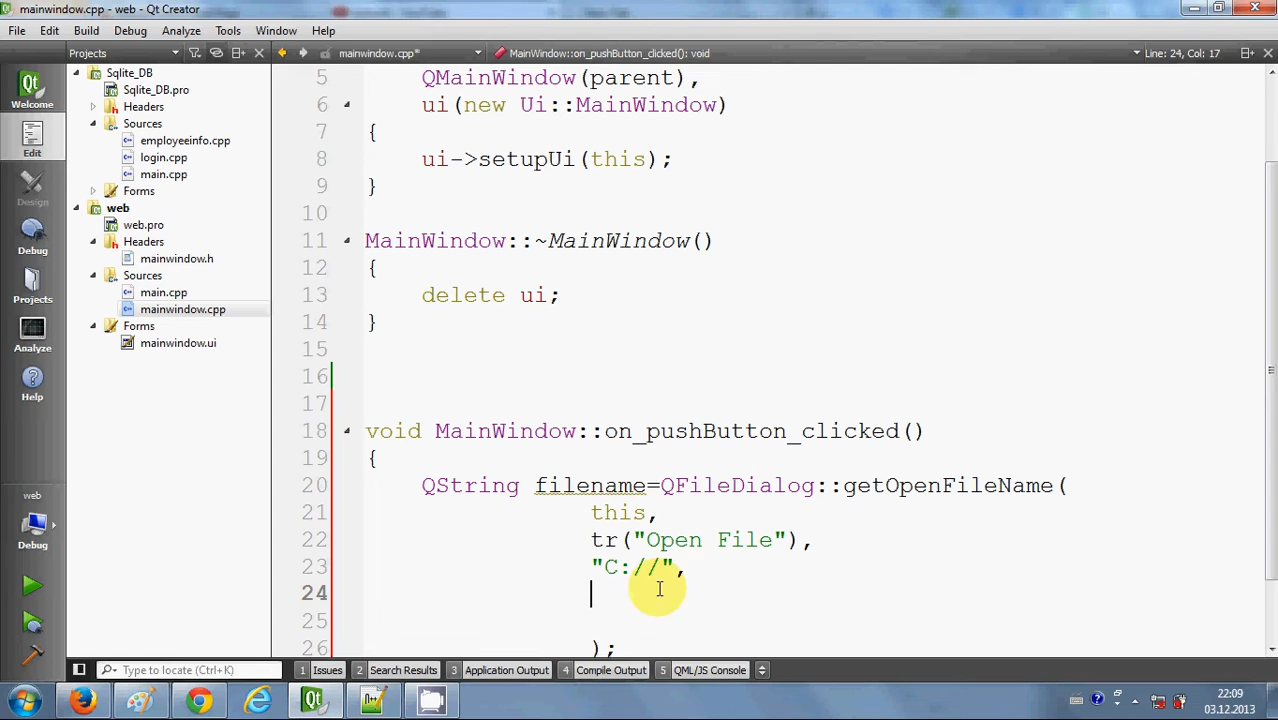 mainwindow.cpp - web - Qt Creator
File Edit Build Debug Analyze Tools Window Help
Projects mainwindow.cpp* MainWindow::on_pushButton_clicked(): void Line: 24, Col: 17
Welcome
Edit
Design
Debug
Projects
Analyze
Help
web
Debug
Sqlite_DB
Sqlite_DB.pro
Headers
Sources
employeeinfo.cpp
login.cpp
main.cpp
Forms
web
web.pro
Headers
mainwindow.h
Sources
main.cpp
mainwindow.cpp
Forms
mainwindow.ui
5 QMainWindow(parent),
6 ui(new Ui::MainWindow)
7 {
8 ui->setupUi(this);
9 }
10
11 MainWindow::~MainWindow()
12 {
13 delete ui;
14 }
15
16
17
18 void MainWindow::on_pushButton_clicked()
19 {
20 QString filename=QFileDialog::getOpenFileName(
21 this,
22 tr("Open File"),
23 "C://",
24
25
26 );
Type to locate (Ctrl+K) 1 Issues 2 Search Results 3 Application Output 4 Compile Output 5 QML/JS Console
22:09
03.12.2013